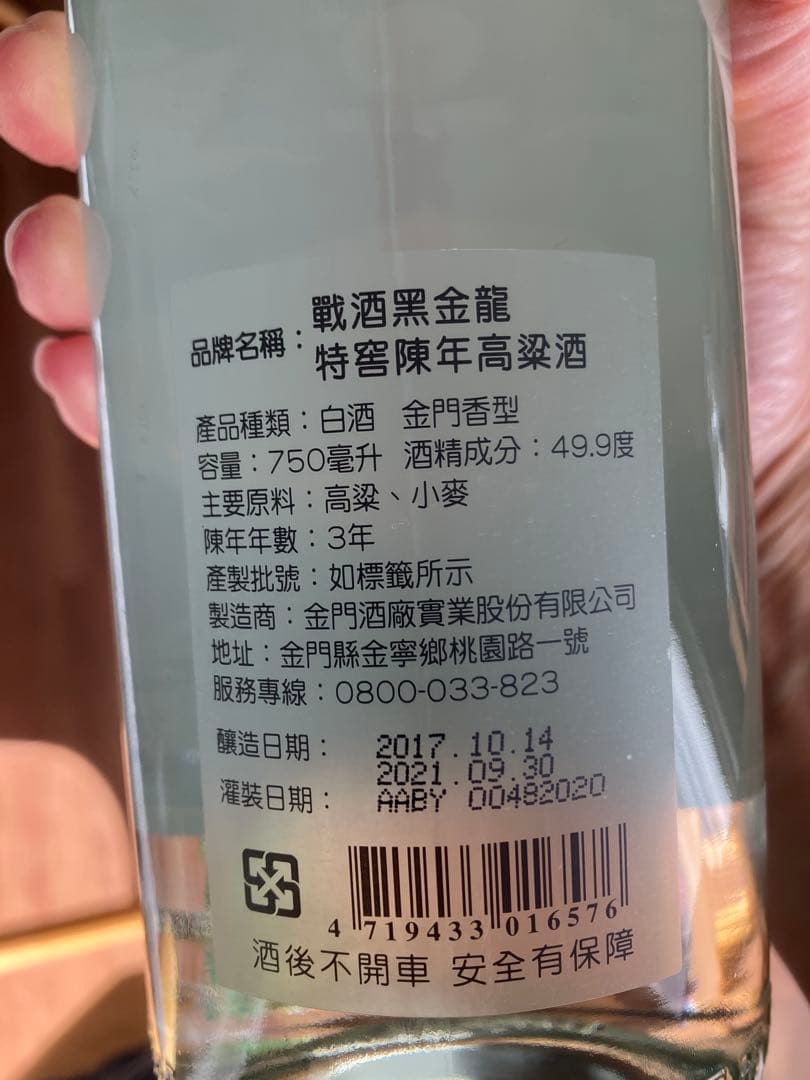 品牌名稱：戰酒黑金龍
特窖陳年高粱酒
產品種類：白酒 金門香型
容量：750毫升 酒精成分：49.9度
主要原料：高粱、小麥
陳年年數：3年
產製批號：如標籤所示
製造商：金門酒廠實業股份有限公司
地址：金門縣金寧鄉桃園路一號
服務專線：0800-033-823
釀造日期： 2017.10.14
2021.09.30
灌裝日期： AABY 00482020
4 719433 016576
酒後不開車 安全有保障